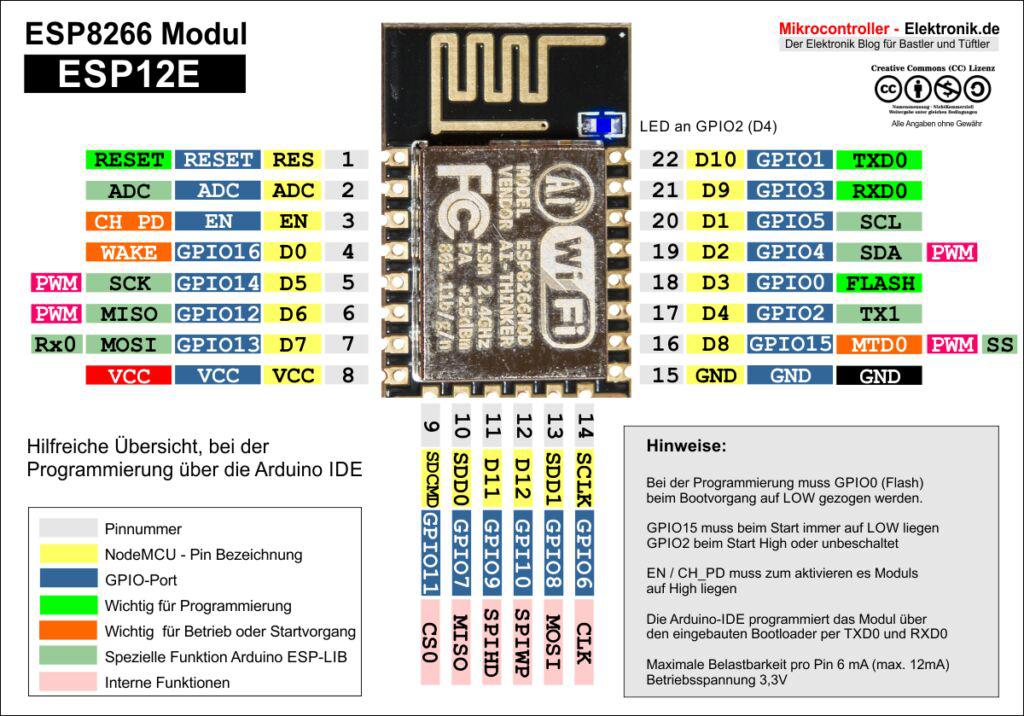 ESP8266 Modul
ESP12E
Mikrocontroller - Elektronik.de
Der Elektronik Blog für Bastler und Tüftler
Creative Commons (CC) Lizenz
cc
Namensnennung - NichtKommerziell
Weitergabe unter gleichen Bedingungen
Alle Angaben ohne Gewähr
LED an GPIO2 (D4)
RESET RESET RES 1
ADC ADC ADC 2
CH PD EN EN 3
WAKE GPIO16 D0 4
PWM SCK GPIO14 D5 5
PWM MISO GPIO12 D6 6
Rx0 MOSI GPIO13 D7 7
VCC VCC VCC 8
FC
MODEL ESP8266MOD
VENDOR AI-THINKER
ISM 2.4GHz
PA +25dBm
802.11b/g/n
Ai
WiFi
22 D10 GPIO1 TXD0
21 D9 GPIO3 RXD0
20 D1 GPIO5 SCL
19 D2 GPIO4 SDA PWM
18 D3 GPIO0 FLASH
17 D4 GPIO2 TX1
16 D8 GPIO15 MTD0 PWM SS
15 GND GND GND
9 SDCMD GPIO11 CS0
10 SDD0 GPIO7 MISO
11 D11 GPIO9 SPIHD
12 D12 GPI10 SPIWP
13 SDD1 GPIO8 MOSI
14 SCLK GPIO6 CLK
Hilfreiche Übersicht, bei der
Programmierung über die Arduino IDE
Pinnummer
NodeMCU - Pin Bezeichnung
GPIO-Port
Wichtig für Programmierung
Wichtig für Betrieb oder Startvorgang
Spezielle Funktion Arduino ESP-LIB
Interne Funktionen
Hinweise:
Bei der Programmierung muss GPIO0 (Flash)
beim Bootvorgang auf LOW gezogen werden.
GPIO15 muss beim Start immer auf LOW liegen
GPIO2 beim Start High oder unbeschaltet
EN / CH_PD muss zum aktivieren es Moduls
auf High liegen
Die Arduino-IDE programmiert das Modul über
den eingebauten Bootloader per TXD0 und RXD0
Maximale Belastbarkeit pro Pin 6 mA (max. 12mA)
Betriebsspannung 3,3V